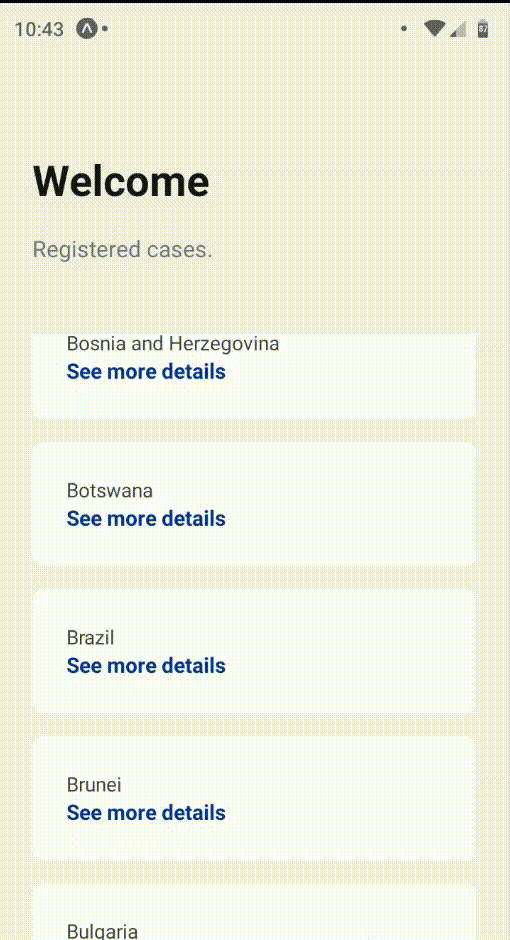 10:43
87
Welcome
Registered cases.
Bosnia and Herzegovina
See more details
Botswana
See more details
Brazil
See more details
Brunei
See more details
Bulgaria